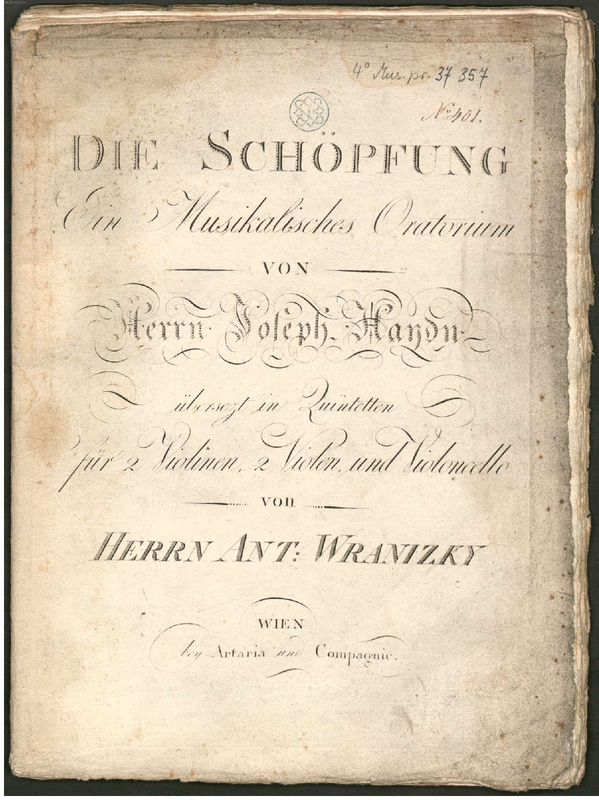 4° Mus. pr. 37 357
No. 401.
DIE SCHÖPFUNG
Ein Musikalisches Oratorium
VON
Herrn Joseph Haydn
übersezt in Quintetten
für 2 Violinen, 2 Violen, und Violoncello
von
HERRN ANT: WRANIZKY
WIEN
bey Artaria und Compagnie.